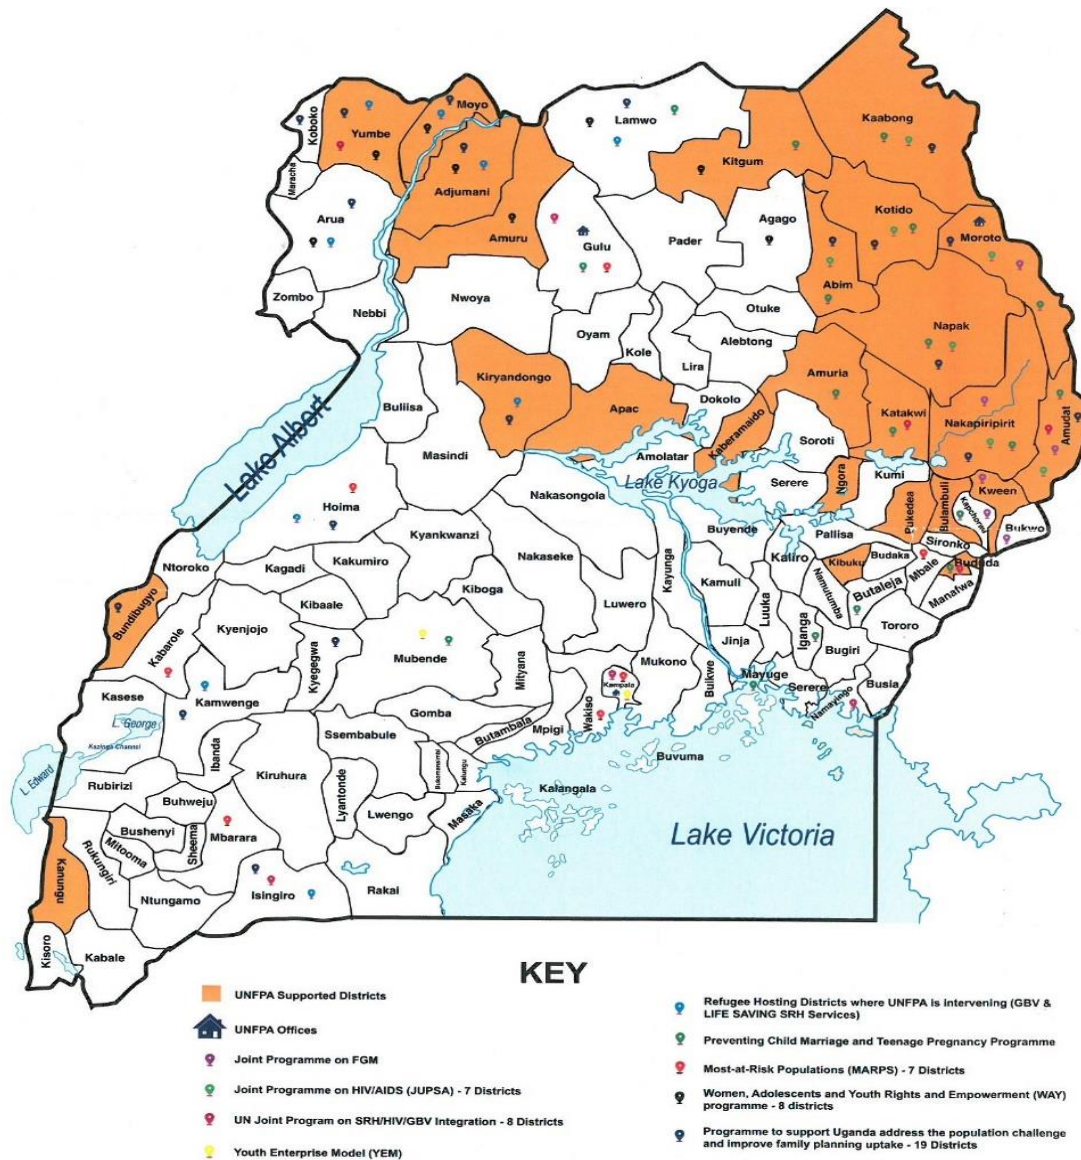 Kaabong
Lamwo
Moyo
Koboko
Yumbe
Kitgum
Maracha
Adjumani
Kotido
Arua
Agago
Amuru
Gulu
Pader
Moroto
Abim
Zombo
Nwoya
Otuke
Nebbi
Napak
Oyam
Alebtong
Kole
Lira
Kiryandongo
Amuria
Dokolo
Buliisa
Apac
Katakwi
Kaberamaido
Nakapiripirit
Amudat
Lake Albert
Soroti
Masindi
Amolatar
Lake Kyoga
Serere
Ngora
Kumi
Nakasongola
Kween
Hoima
Pukedea
Bulambuli
Kapchorwa
Bukwo
Buyende
Pallisa
Kyankwanzi
Sironko
Nakaseke
Kaliro
Budaka
Kibuku
Bududa
Ntoroko
Kagadi
Kakumiro
Kayunga
Mbale
Kamuli
Namutumba
Butaleja
Manafwa
Kiboga
Kibaale
Luwero
Luuka
Bundibugyo
Kyenjojo
Iganga
Tororo
Kabarole
Kyegegwa
Mubende
Mityana
Jinja
Bugiri
Mukono
Buikwe
Mayuge
Kampala
Kasese
Kamwenge
Serere
Busia
Namayingo
Gomba
Wakiso
L. George
Butambala
Mpigi
Ssembabule
Kazinga Channel
Ibanda
Buvuma
L. Edward
Kiruhura
Bukomansimbi
Kalungu
Rubirizi
Lyantonde
Kalangala
Buhweju
Lwengo
Masaka
Bushenyi
Sheema
Mbarara
Lake Victoria
Mitooma
Rukungiri
Kanungu
Isingiro
Rakai
Ntungamo
Kisoro
Kabale
KEY
UNFPA Supported Districts
UNFPA Offices
Joint Programme on FGM
Joint Programme on HIV/AIDS (JUPSA) - 7 Districts
UN Joint Program on SRH/HIV/GBV Integration - 8 Districts
Youth Enterprise Model (YEM)
Refugee Hosting Districts where UNFPA is intervening (GBV &
LIFE SAVING SRH Services)
Preventing Child Marriage and Teenage Pregnancy Programme
Most-at-Risk Populations (MARPS) - 7 Districts
Women, Adolescents and Youth Rights and Empowerment (WAY)
programme - 8 districts
Programme to support Uganda address the population challenge
and improve family planning uptake - 19 Districts